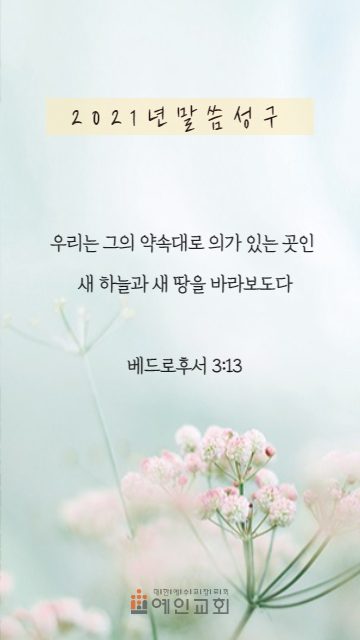 2021년말씀성구
우리는 그의 약속대로 의가 있는 곳인
새 하늘과 새 땅을 바라보도다
베드로후서 3:13
예인교회